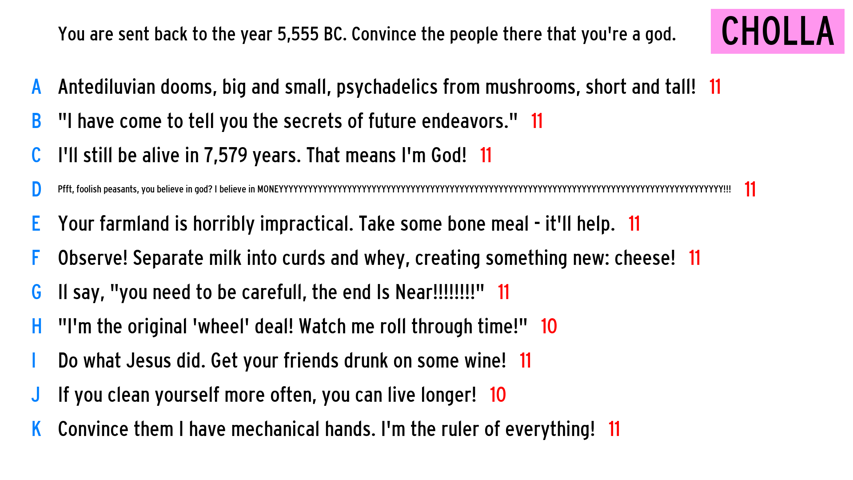 You are sent back to the year 5,555 BC. Convince the people there that you're a god.
CHOLLA
A Antediluvian dooms, big and small, psychadelics from mushrooms, short and tall! 11
B "I have come to tell you the secrets of future endeavors." 11
C I'll still be alive in 7,579 years. That means I'm God! 11
D Pfft, foolish peasants, you believe in god? I believe in MONEYYYYYYYYYYYYYYYYYYYYYYYYYYYYYYYYYYYYYYYYYYYYYYYYYYYYYYYYYYYYYYYYYYYYYYYYYYYYYYYYYYYYYYYYYYYYY!!! 11
E Your farmland is horribly impractical. Take some bone meal - it'll help. 11
F Observe! Separate milk into curds and whey, creating something new: cheese! 11
G Il say, "you need to be carefull, the end Is Near!!!!!!!!" 11
H "I'm the original 'wheel' deal! Watch me roll through time!" 10
I Do what Jesus did. Get your friends drunk on some wine! 11
J If you clean yourself more often, you can live longer! 10
K Convince them I have mechanical hands. I'm the ruler of everything! 11